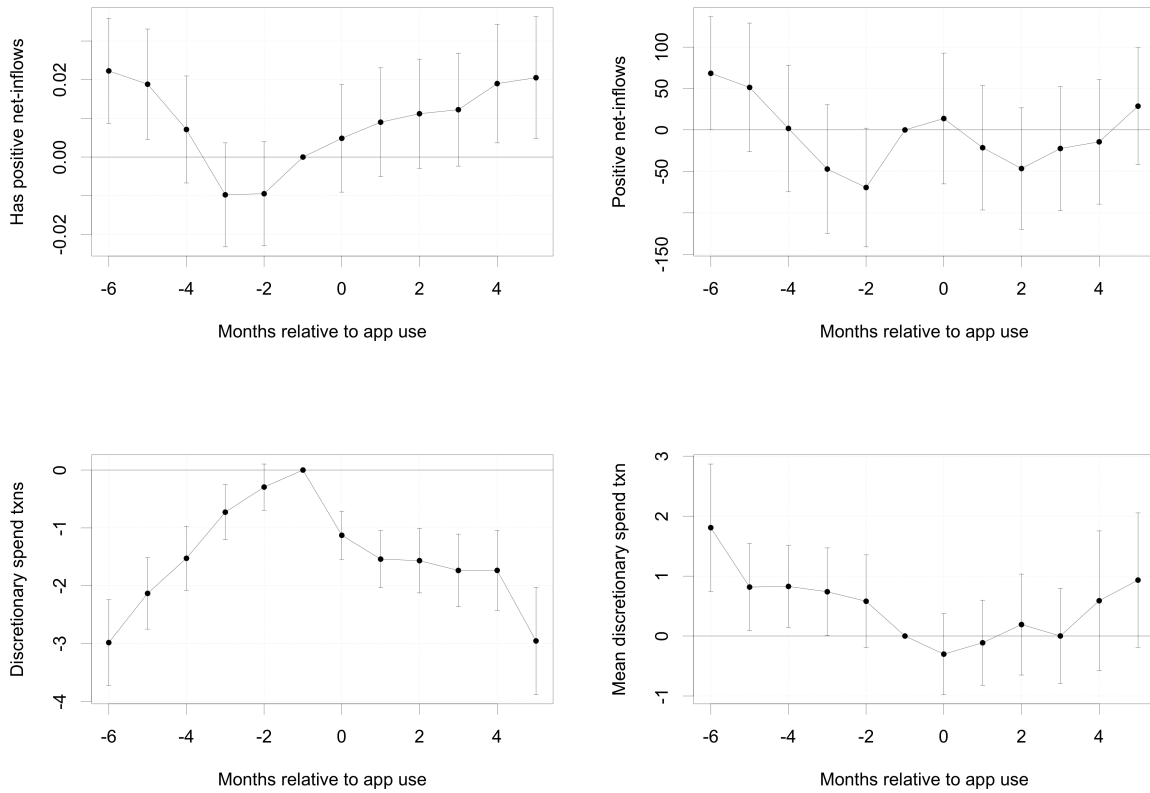 Has positive net-inflows
0.02
0.00
-0.02
-6 -4 -2 0 2 4
Months relative to app use
Positive net-inflows
100
50
0
-50
-150
-6 -4 -2 0 2 4
Months relative to app use
Discretionary spend txns
0
-1
-2
-3
-4
-6 -4 -2 0 2 4
Months relative to app use
Mean discretionary spend txn
3
2
1
0
-1
-6 -4 -2 0 2 4
Months relative to app use